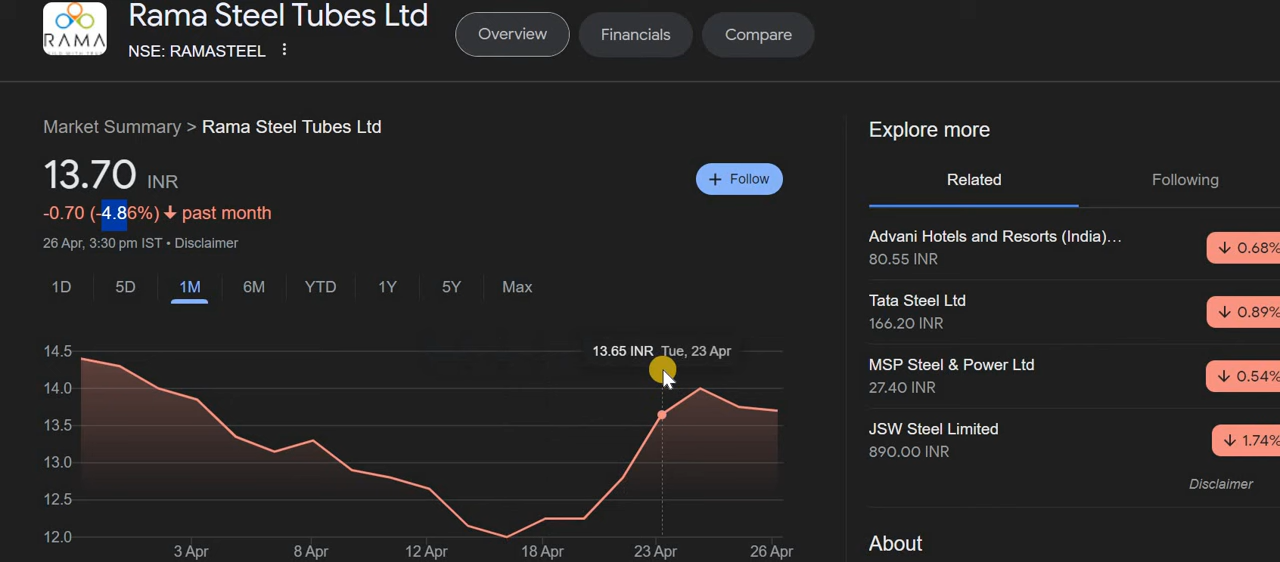 Rama Steel Tubes Ltd
RAMA
NSE: RAMASTEEL
Overview
Financials
Compare
Market Summary > Rama Steel Tubes Ltd
13.70 INR
+ Follow
-0.70 (-4.86%) ↓ past month
26 Apr, 3:30 pm IST • Disclaimer
1D 5D 1M 6M YTD 1Y 5Y Max
13.65 INR Tue, 23 Apr
14.5
14.0
13.5
13.0
12.5
12.0
3 Apr 8 Apr 12 Apr 18 Apr 23 Apr 26 Apr
Explore more
Related
Following
Advani Hotels and Resorts (India)…
80.55 INR
↓ 0.68%
Tata Steel Ltd
166.20 INR
↓ 0.89%
MSP Steel & Power Ltd
27.40 INR
↓ 0.54%
JSW Steel Limited
890.00 INR
↓ 1.74%
Disclaimer
About